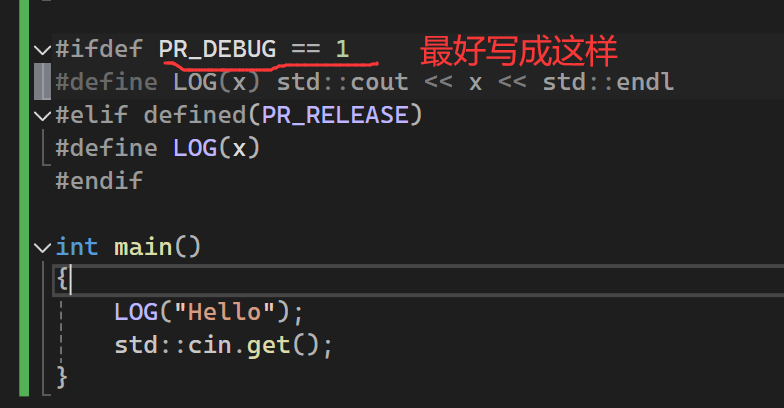 #ifdef PR_DEBUG == 1 最好写成这样
#define LOG(x) std::cout << x << std::endl
#elif defined(PR_RELEASE)
#define LOG(x)
#endif
int main()
{
LOG("Hello");
std::cin.get();
}